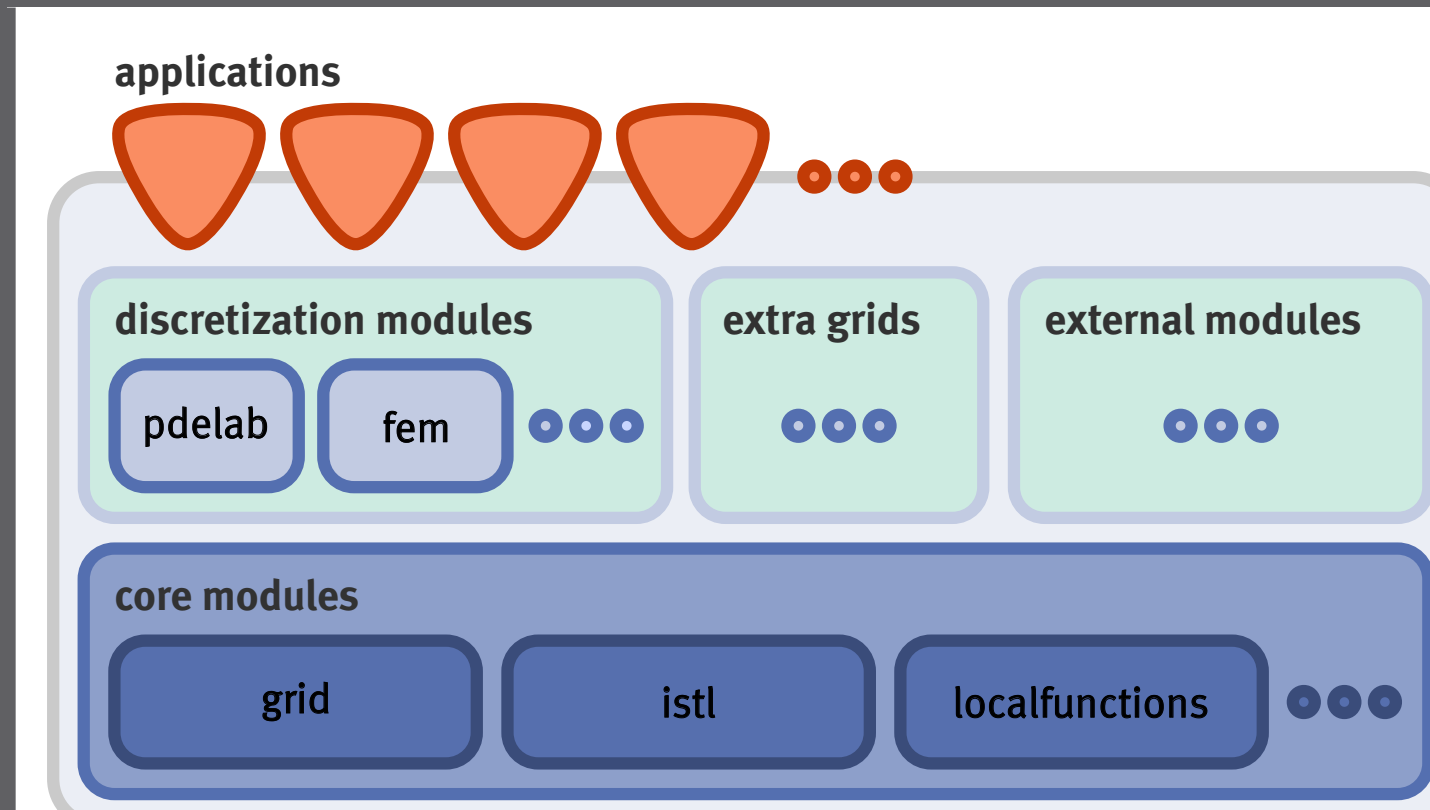 applications
discretization modules
extra grids
external modules
pdelab
fem
core modules
grid
istl
localfunctions